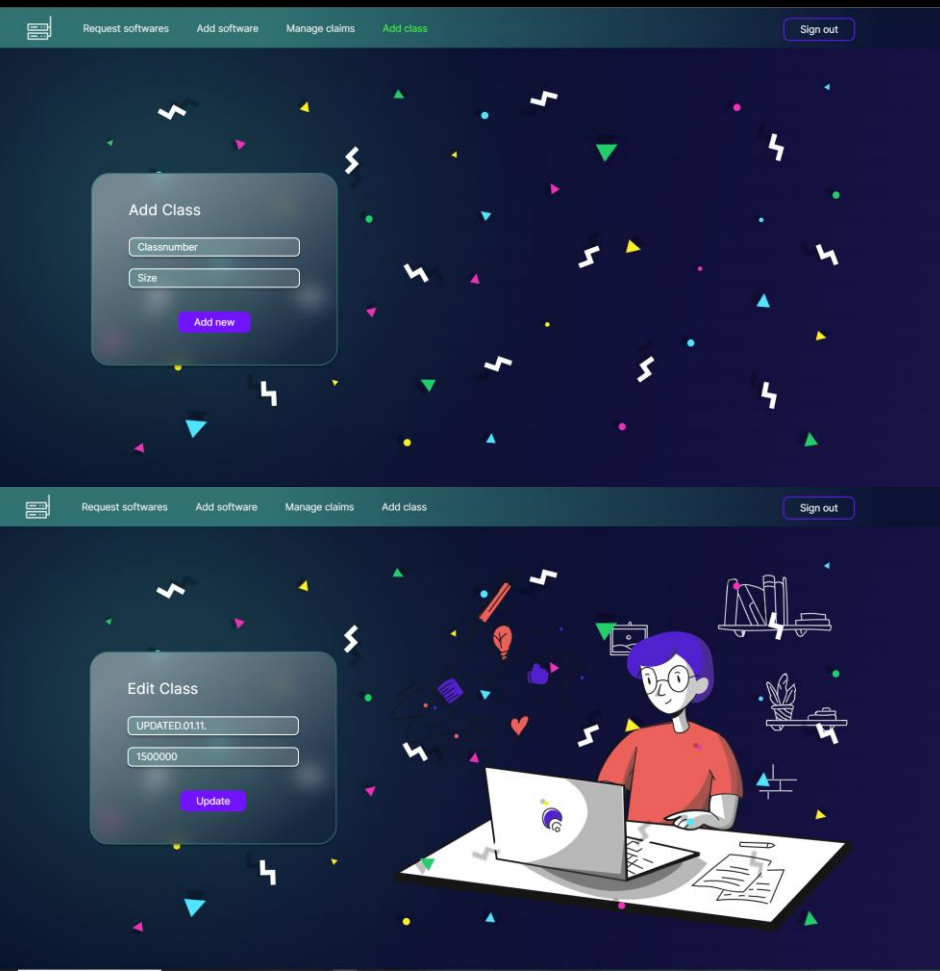 Request softwares Add software Manage claims Add class Sign out
Add Class
Classnumber
Size
Add new
Request softwares Add software Manage claims Add class Sign out
Edit Class
UPDATED.01.11.
1500000
Update